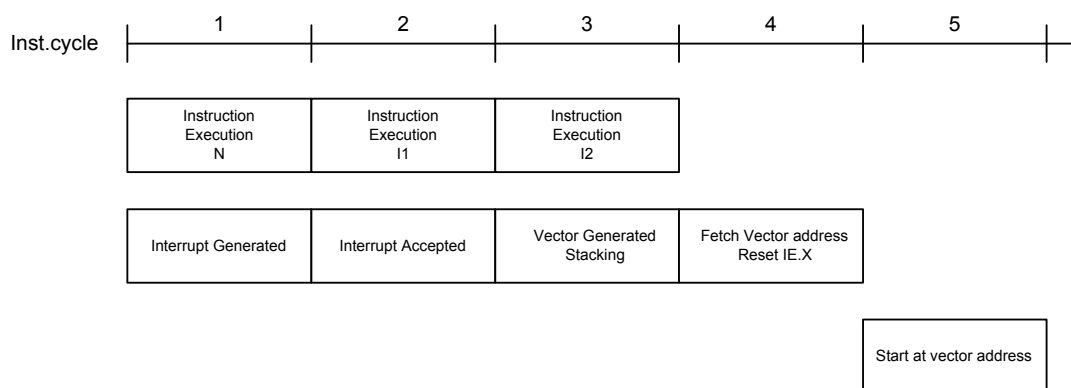 1 2 3 4 5
Inst.cycle
Instruction Execution N
Instruction Execution I1
Instruction Execution I2
Interrupt Generated
Interrupt Accepted
Vector Generated
Stacking
Fetch Vector address
Reset IE.X
Start at vector address